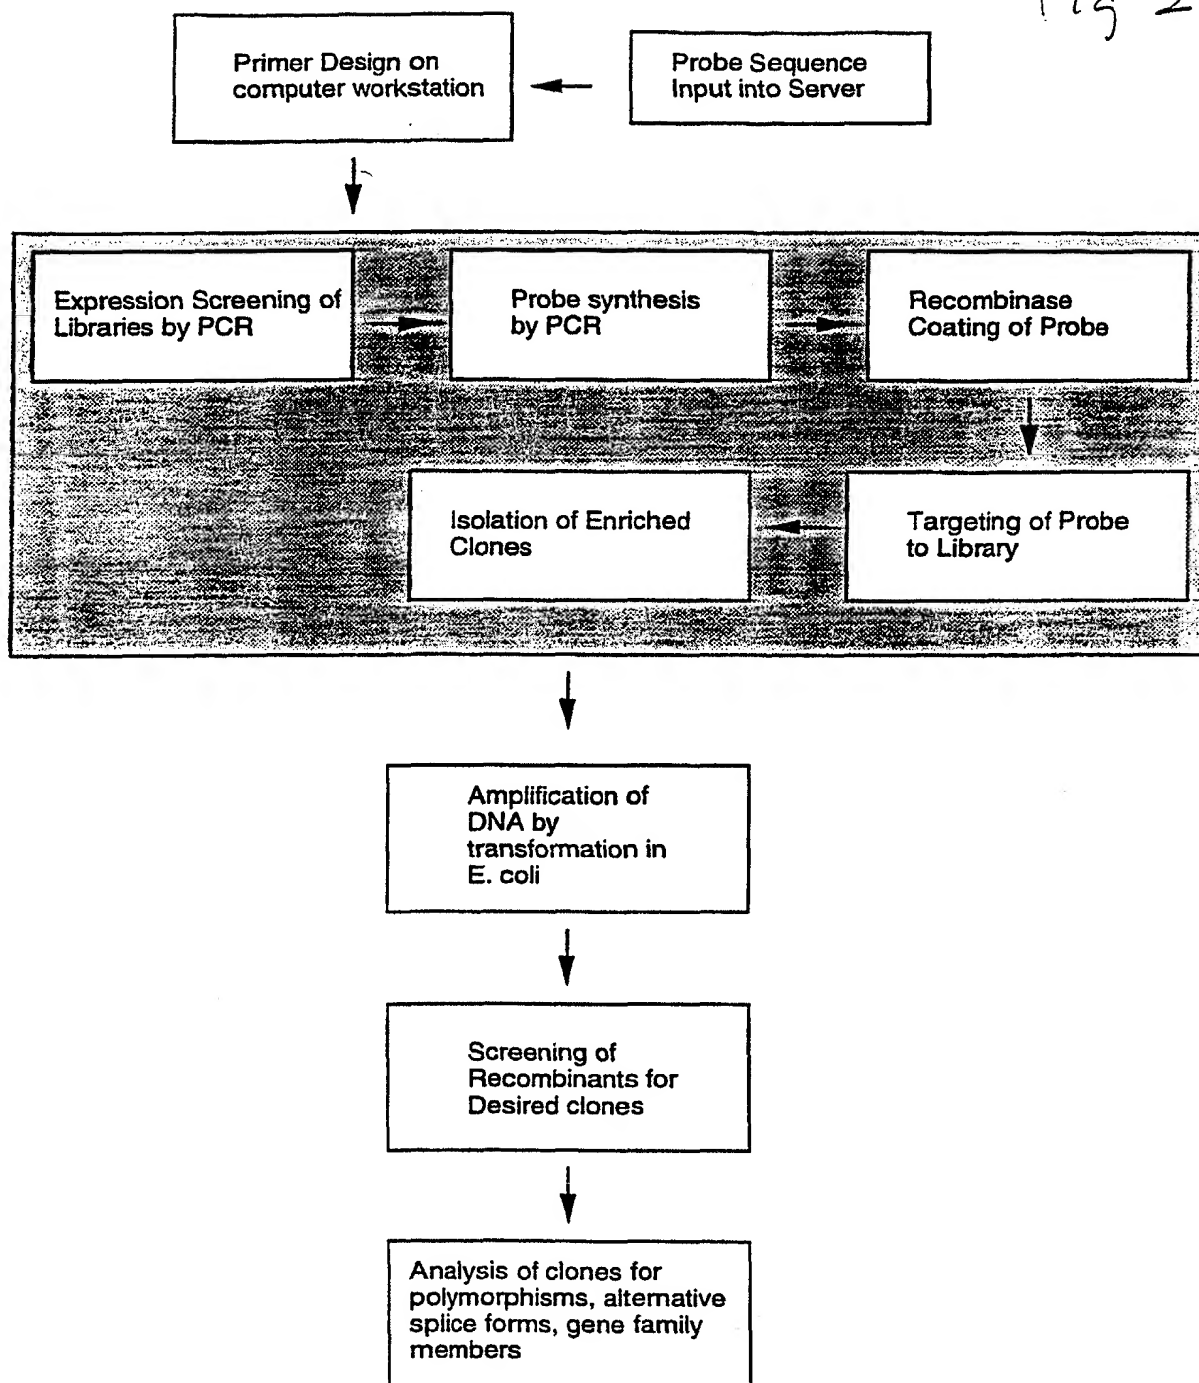 Fig 2
Primer Design on
computer workstation
Probe Sequence
Input into Server
Expression Screening of
Libraries by PCR
Probe synthesis
by PCR
Recombinase
Coating of Probe
Isolation of Enriched
Clones
Targeting of Probe
to Library
Amplification of
DNA by
transformation in
E. coli
Screening of
Recombinants for
Desired clones
Analysis of clones for
polymorphisms, alternative
splice forms, gene family
members